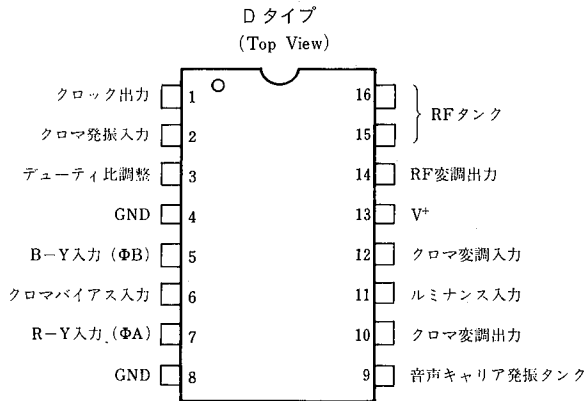 D タイプ
(Top View)
クロック出力 1
クロマ発振入力 2
デューティ比調整 3
GND 4
B−Y入力 (ΦB) 5
クロマバイアス入力 6
R−Y入力 (ΦA) 7
GND 8
16
15
RFタンク
14 RF変調出力
13 V⁺
12 クロマ変調入力
11 ルミナンス入力
10 クロマ変調出力
9 音声キャリア発振タンク